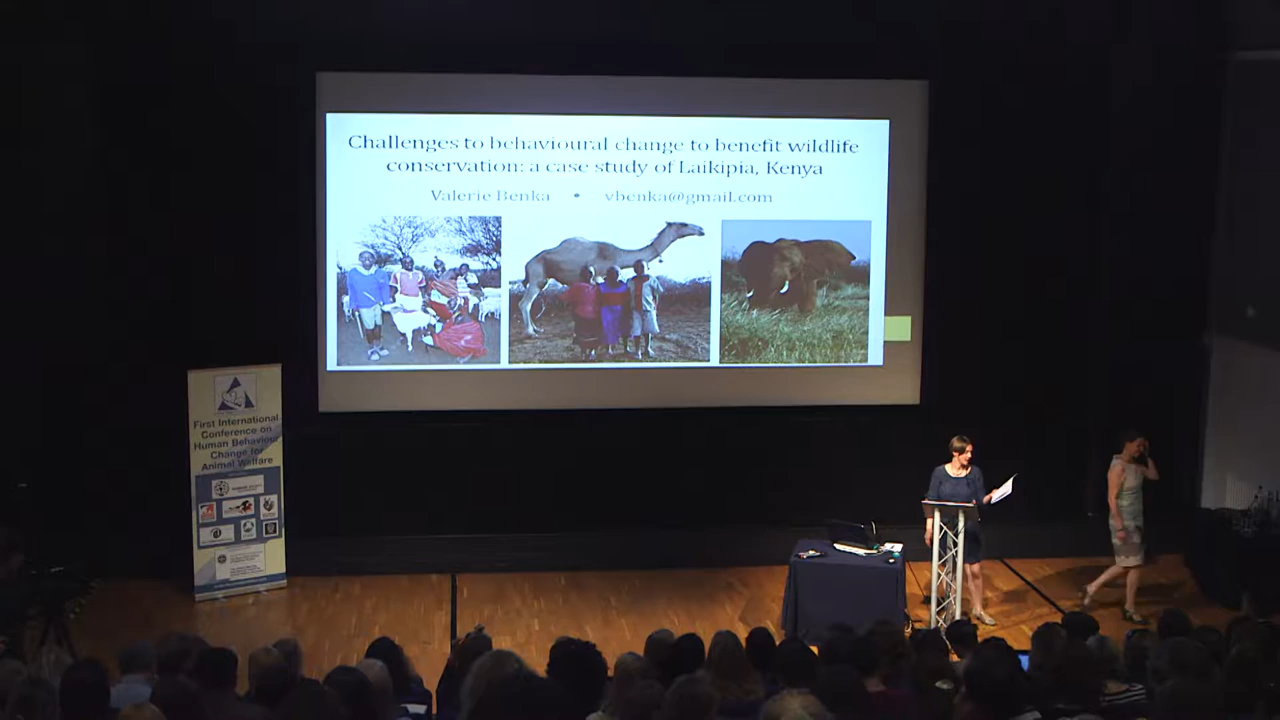 Challenges to behavioural change to benefit wildlife
conservation: a case study of Laikipia, Kenya
Valerie Benka • vbenka@gmail.com
First International
Conference on
Human Behaviour
Change for
Animal Welfare